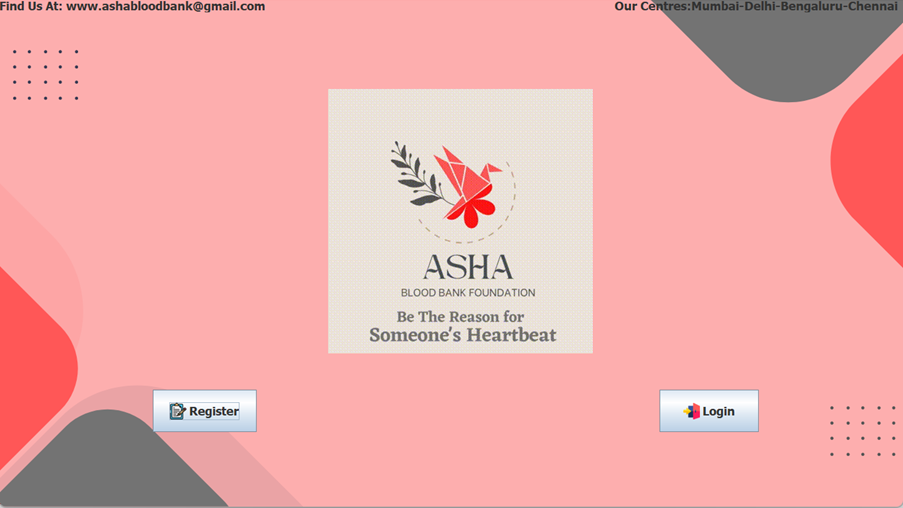 Find Us At: www.ashabloodbank@gmail.com
Our Centres:Mumbai-Delhi-Bengaluru-Chennai
ASHA
BLOOD BANK FOUNDATION
Be The Reason for
Someone's Heartbeat
Register
Login